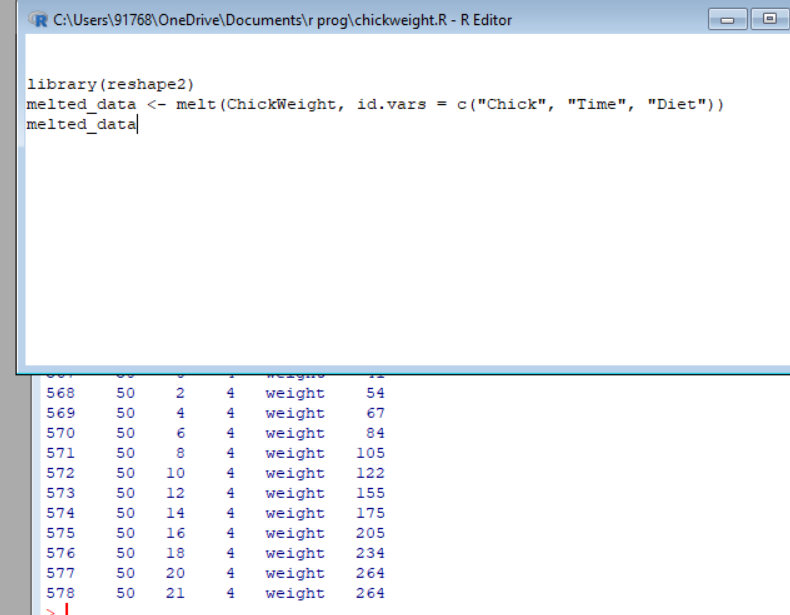 C:\Users\91768\OneDrive\Documents\r prog\chickweight.R - R Editor
library(reshape2)
melted_data <- melt(ChickWeight, id.vars = c("Chick", "Time", "Diet"))
melted_data
568 50 2 4 weight 54
569 50 4 4 weight 67
570 50 6 4 weight 84
571 50 8 4 weight 105
572 50 10 4 weight 122
573 50 12 4 weight 155
574 50 14 4 weight 175
575 50 16 4 weight 205
576 50 18 4 weight 234
577 50 20 4 weight 264
578 50 21 4 weight 264
>